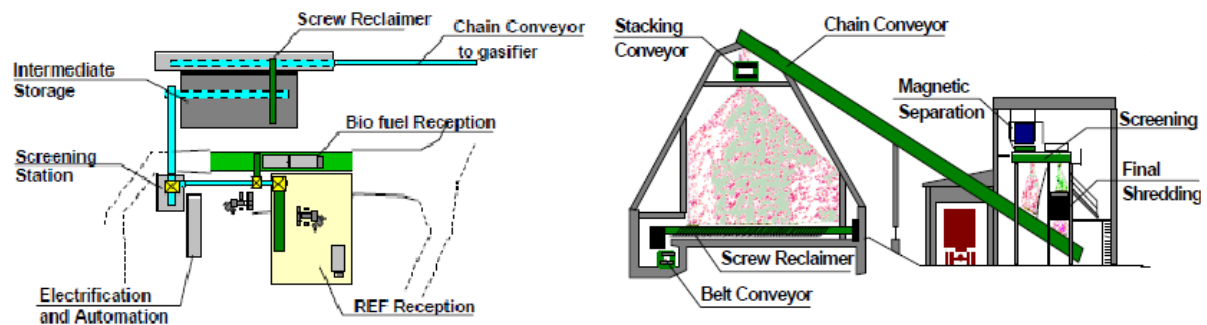 Screw Reclaimer
Chain Conveyor
to gasifier
Intermediate
Storage
Bio fuel Reception
Screening
Station
Electrification
and Automation
REF Reception
Stacking
Conveyor
Chain Conveyor
Magnetic
Separation
Screening
Final
Shredding
Screw Reclaimer
Belt Conveyor